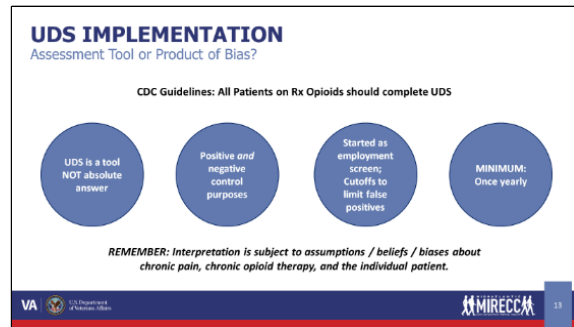 UDS IMPLEMENTATION
Assessment Tool or Product of Bias?
CDC Guidelines: All Patients on Rx Opioids should complete UDS
UDS is a tool
NOT absolute
answer
Positive and
negative
control
purposes
Started as
employment
screen;
Cutoffs to
limit false
positives
MINIMUM:
Once yearly
REMEMBER: Interpretation is subject to assumptions / beliefs / biases about
chronic pain, chronic opioid therapy, and the individual patient.
VA
U.S. Department
of Veterans Affairs
MIRECC
13